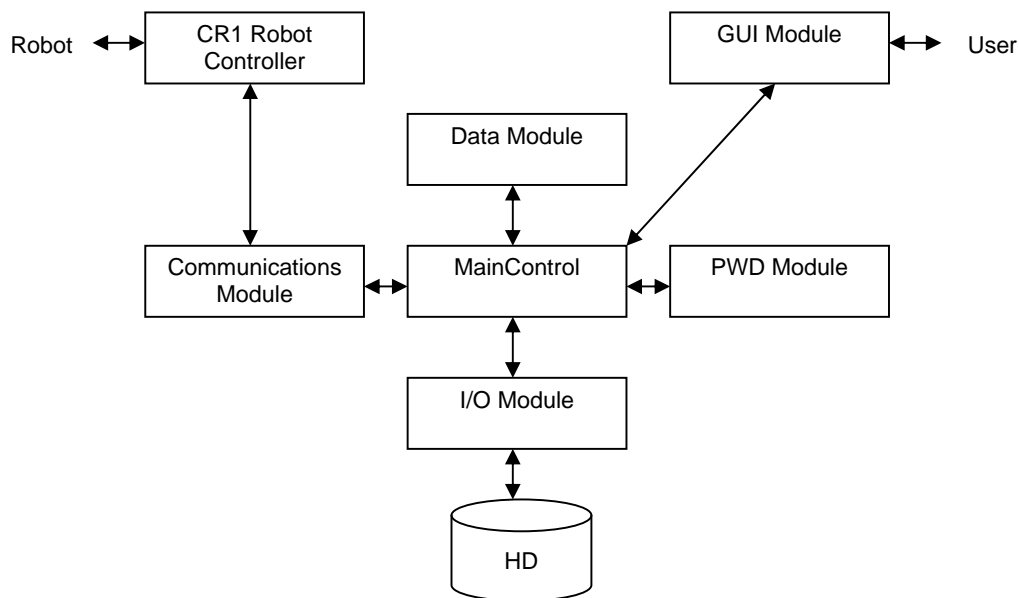 Robot
CR1 Robot
Controller
GUI Module
User
Data Module
Communications
Module
MainControl
PWD Module
I/O Module
HD